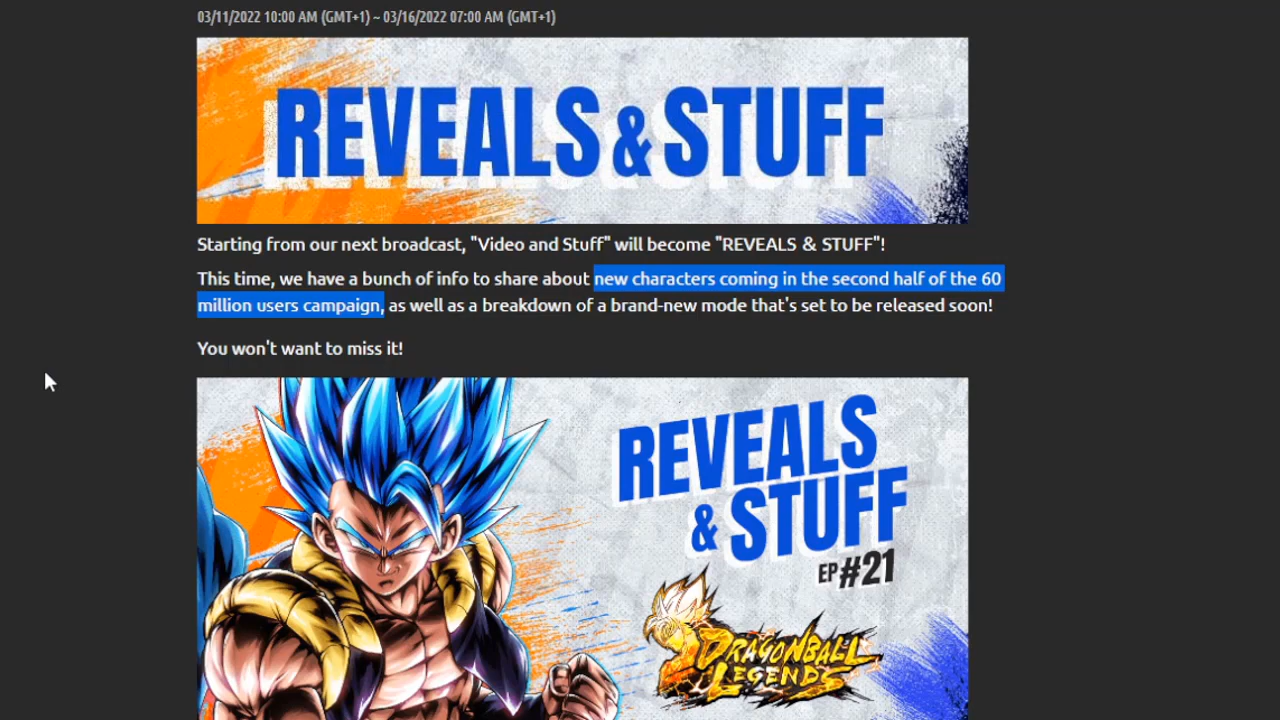 03/11/2022 10:00 AM (GMT+1) ~ 03/16/2022 07:00 AM (GMT+1)
REVEALS & STUFF
Starting from our next broadcast, "Video and Stuff" will become "REVEALS & STUFF"!
This time, we have a bunch of info to share about new characters coming in the second half of the 60
million users campaign, as well as a breakdown of a brand-new mode that's set to be released soon!
You won't want to miss it!
REVEALS
& STUFF
EP#21
DRAGONBALL
LEGENDS